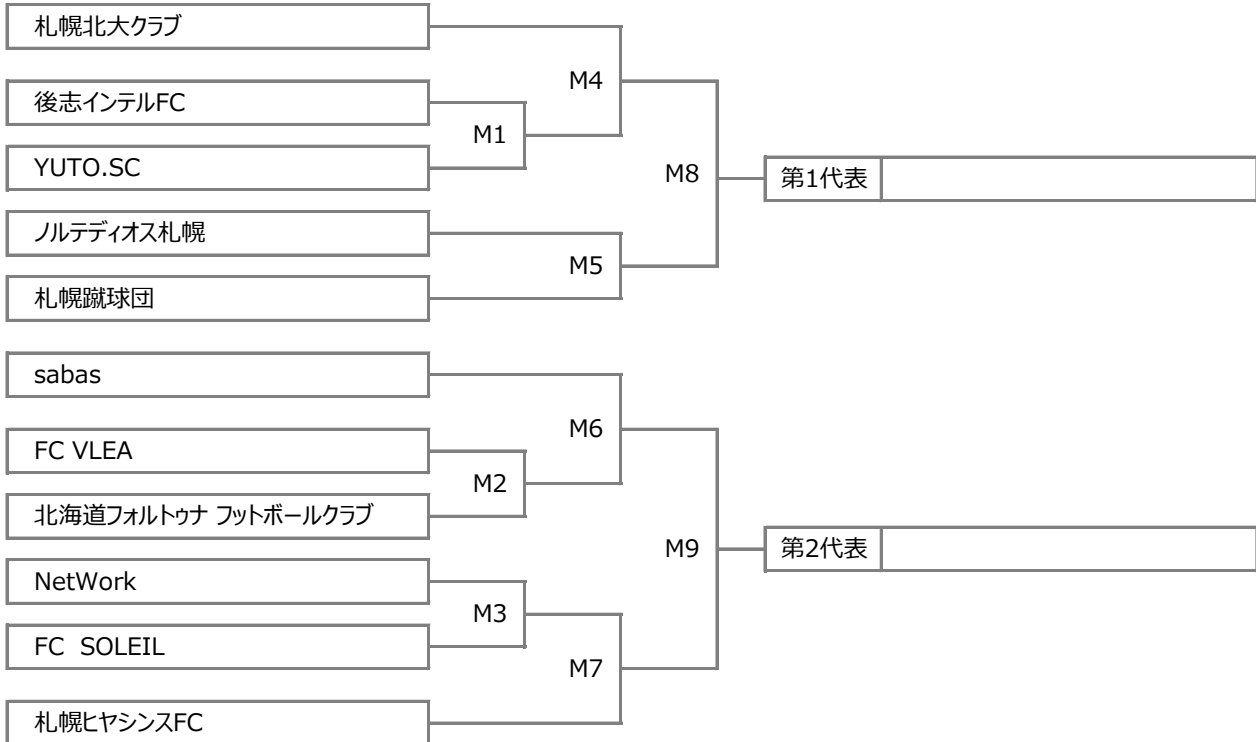 札幌北大クラブ
M4
後志インテルFC
M1
YUTO.SC
M8
第1代表
ノルテディオス札幌
M5
札幌蹴球団
sabas
M6
FC VLEA
M2
北海道フォルトゥナ フットボールクラブ
M9
第2代表
NetWork
M3
FC SOLEIL
M7
札幌ヒヤシンスFC